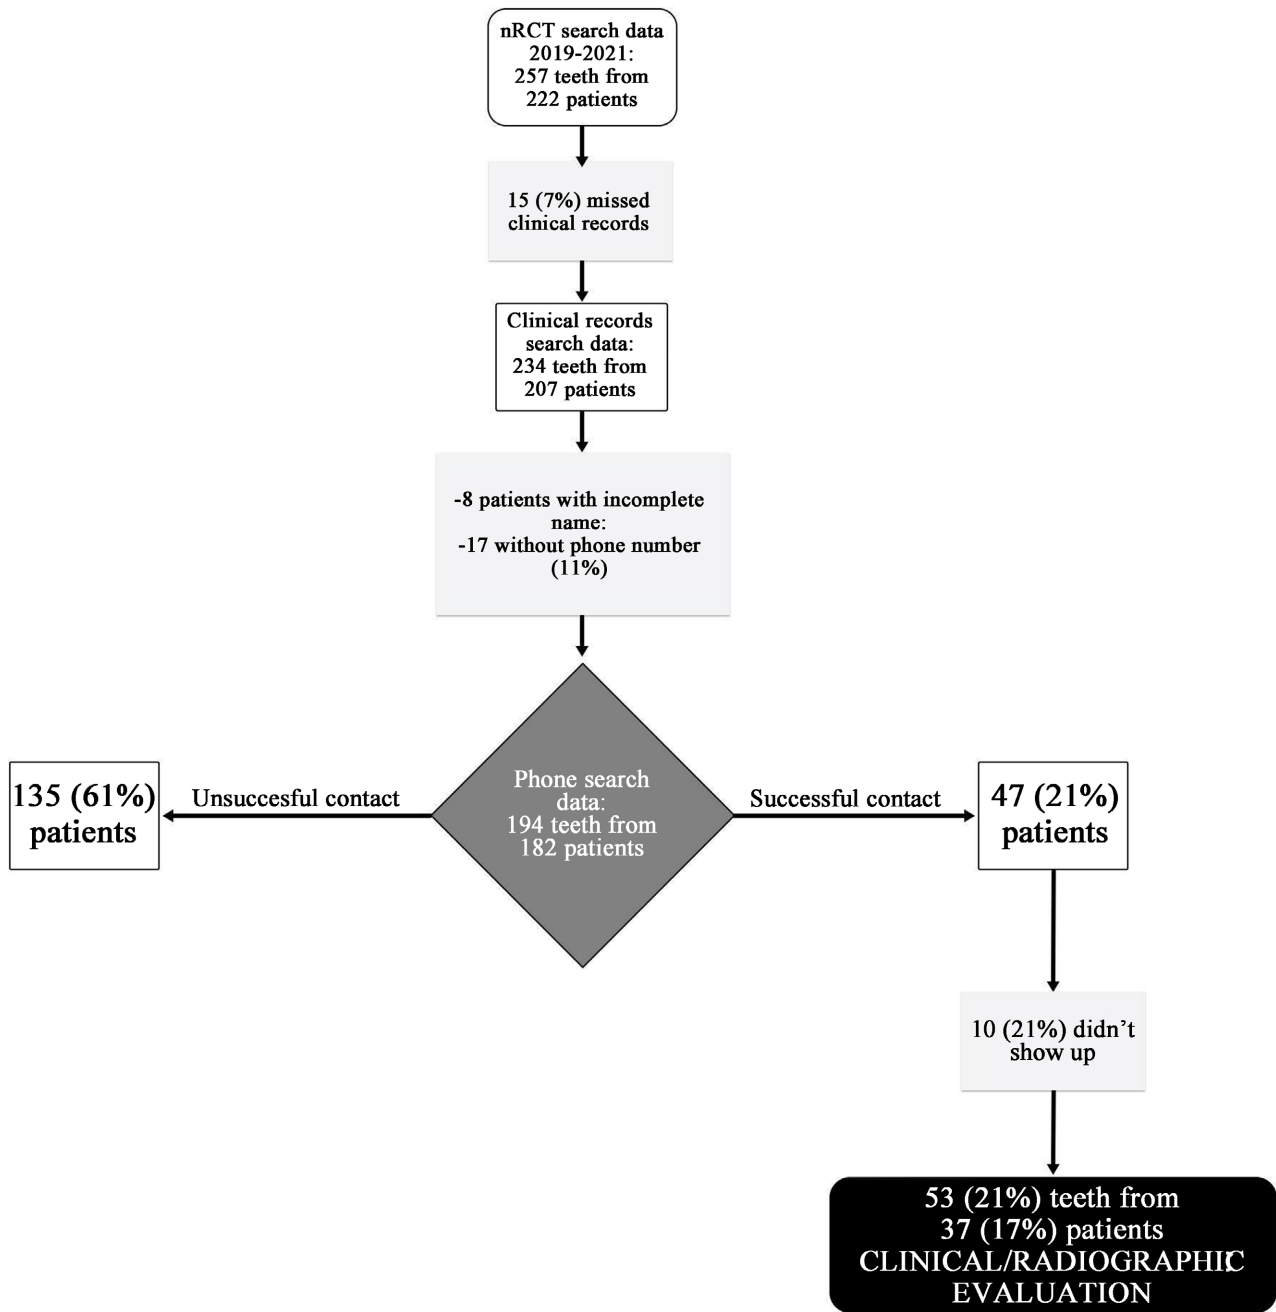 nRCT search data
2019-2021:
257 teeth from
222 patients
15 (7%) missed
clinical records
Clinical records
search data:
234 teeth from
207 patients
-8 patients with incomplete
name:
-17 without phone number
(11%)
Phone search
data:
194 teeth from
182 patients
Unsuccesful contact
135 (61%)
patients
Successful contact
47 (21%)
patients
10 (21%) didn’t
show up
53 (21%) teeth from
37 (17%) patients
CLINICAL/RADIOGRAPHIC
EVALUATION